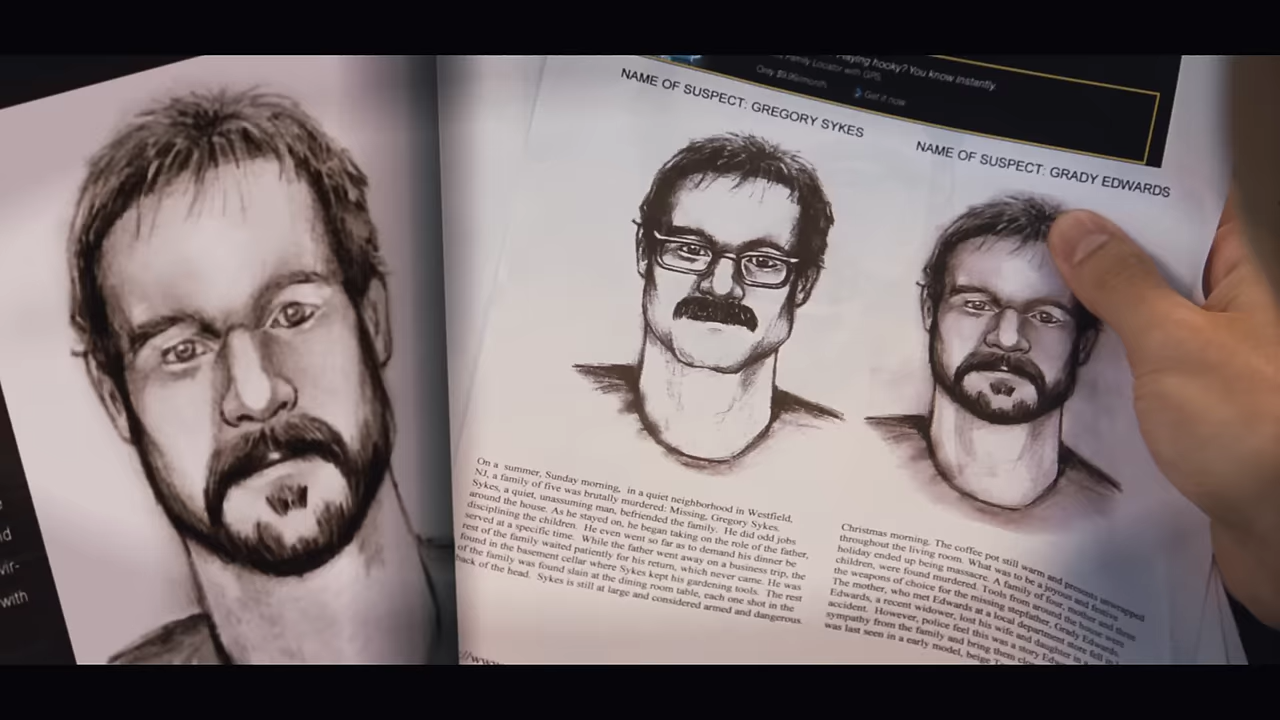 Playing hooky? You know instantly.
Family Locator with GPS
Only $9.99/month.
Get it now
NAME OF SUSPECT: GREGORY SYKES
NAME OF SUSPECT: GRADY EDWARDS
On a summer, Sunday morning, in a quiet neighborhood in Westfield,
NJ, a family of five was brutally murdered: Missing, Gregory Sykes.
Sykes, a quiet, unassuming man, befriended the family. He did odd jobs
around the house. As he stayed on, he began taking on the role of the father,
disciplining the children. He even went so far as to demand his dinner be
served at a specific time. While the father went away on a business trip, the
rest of the family waited patiently for his return, which never came. He was
found in the basement cellar where Sykes kept his gardening tools. The rest
of the family was found slain at the dining room table, each one shot in the
back of the head. Sykes is still at large and considered armed and dangerous.
Christmas morning. The coffee pot still warm and presents unwrapped
throughout the living room. What was to be a joyous and festive
holiday ended up being massacre. A family of four, mother and three
children, were found murdered. Tools from around the house were
the weapons of choice for the missing stepfather, Grady Edwards.
The mother, who met Edwards at a local department store fell in
Edwards, a recent widower, lost his wife and daughter in a
accident. However, police feel this was a story
sympathy from the family and bring them
was last seen in a early model, beige
vir-
with